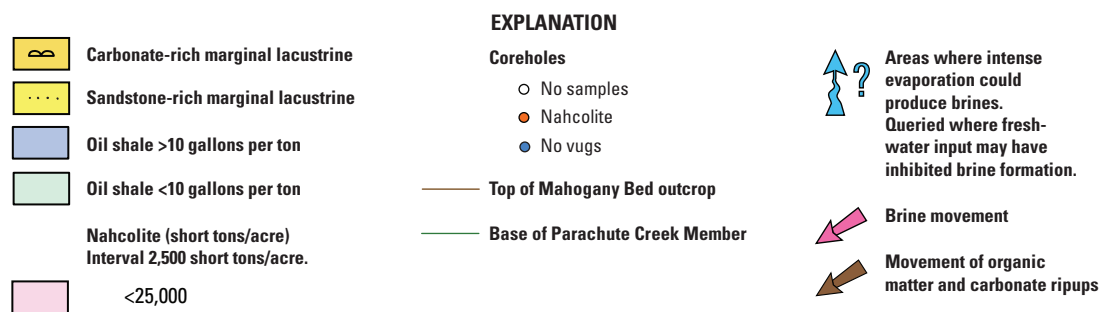 EXPLANATION
Carbonate-rich marginal lacustrine
Sandstone-rich marginal lacustrine
Oil shale >10 gallons per ton
Oil shale <10 gallons per ton
Nahcolite (short tons/acre)
Interval 2,500 short tons/acre.
<25,000
Coreholes
No samples
Nahcolite
No vugs
Top of Mahogany Bed outcrop
Base of Parachute Creek Member
?
Areas where intense
evaporation could
produce brines.
Queried where fresh-
water input may have
inhibited brine formation.
Brine movement
Movement of organic
matter and carbonate ripups